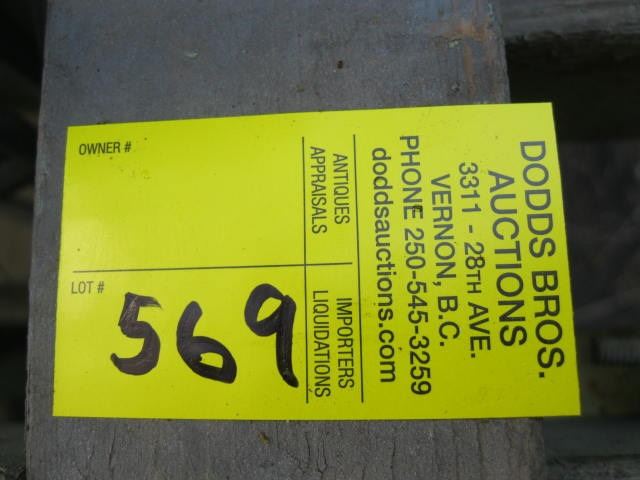 DODDS BROS.
AUCTIONS
3311 - 28TH AVE.
VERNON, B.C.
PHONE 250-545-3259
doddsauctions.com
ANTIQUES
APPRAISALS
IMPORTERS
LIQUIDATIONS
OWNER #
LOT #
569